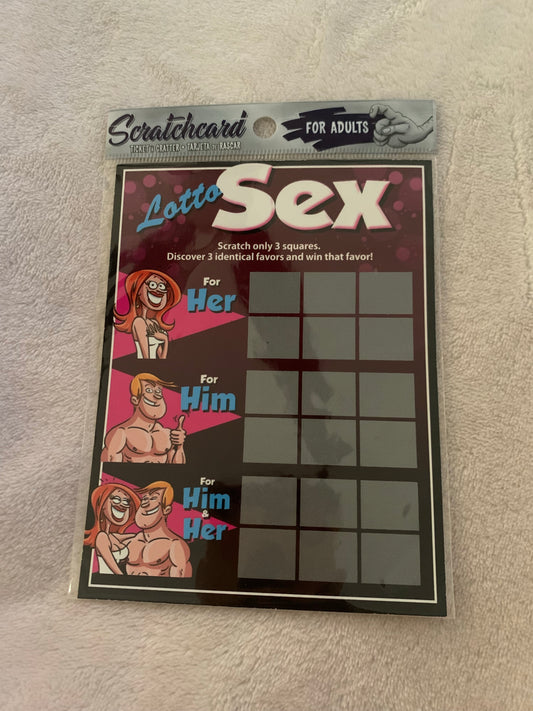 Scratchcard
TICKET À GRATTER • TARJETA DE RASCAR
FOR ADULTS
Lotto Sex
Scratch only 3 squares.
Discover 3 identical favors and win that favor!
For
Her
For
Him
For
Him
&
Her